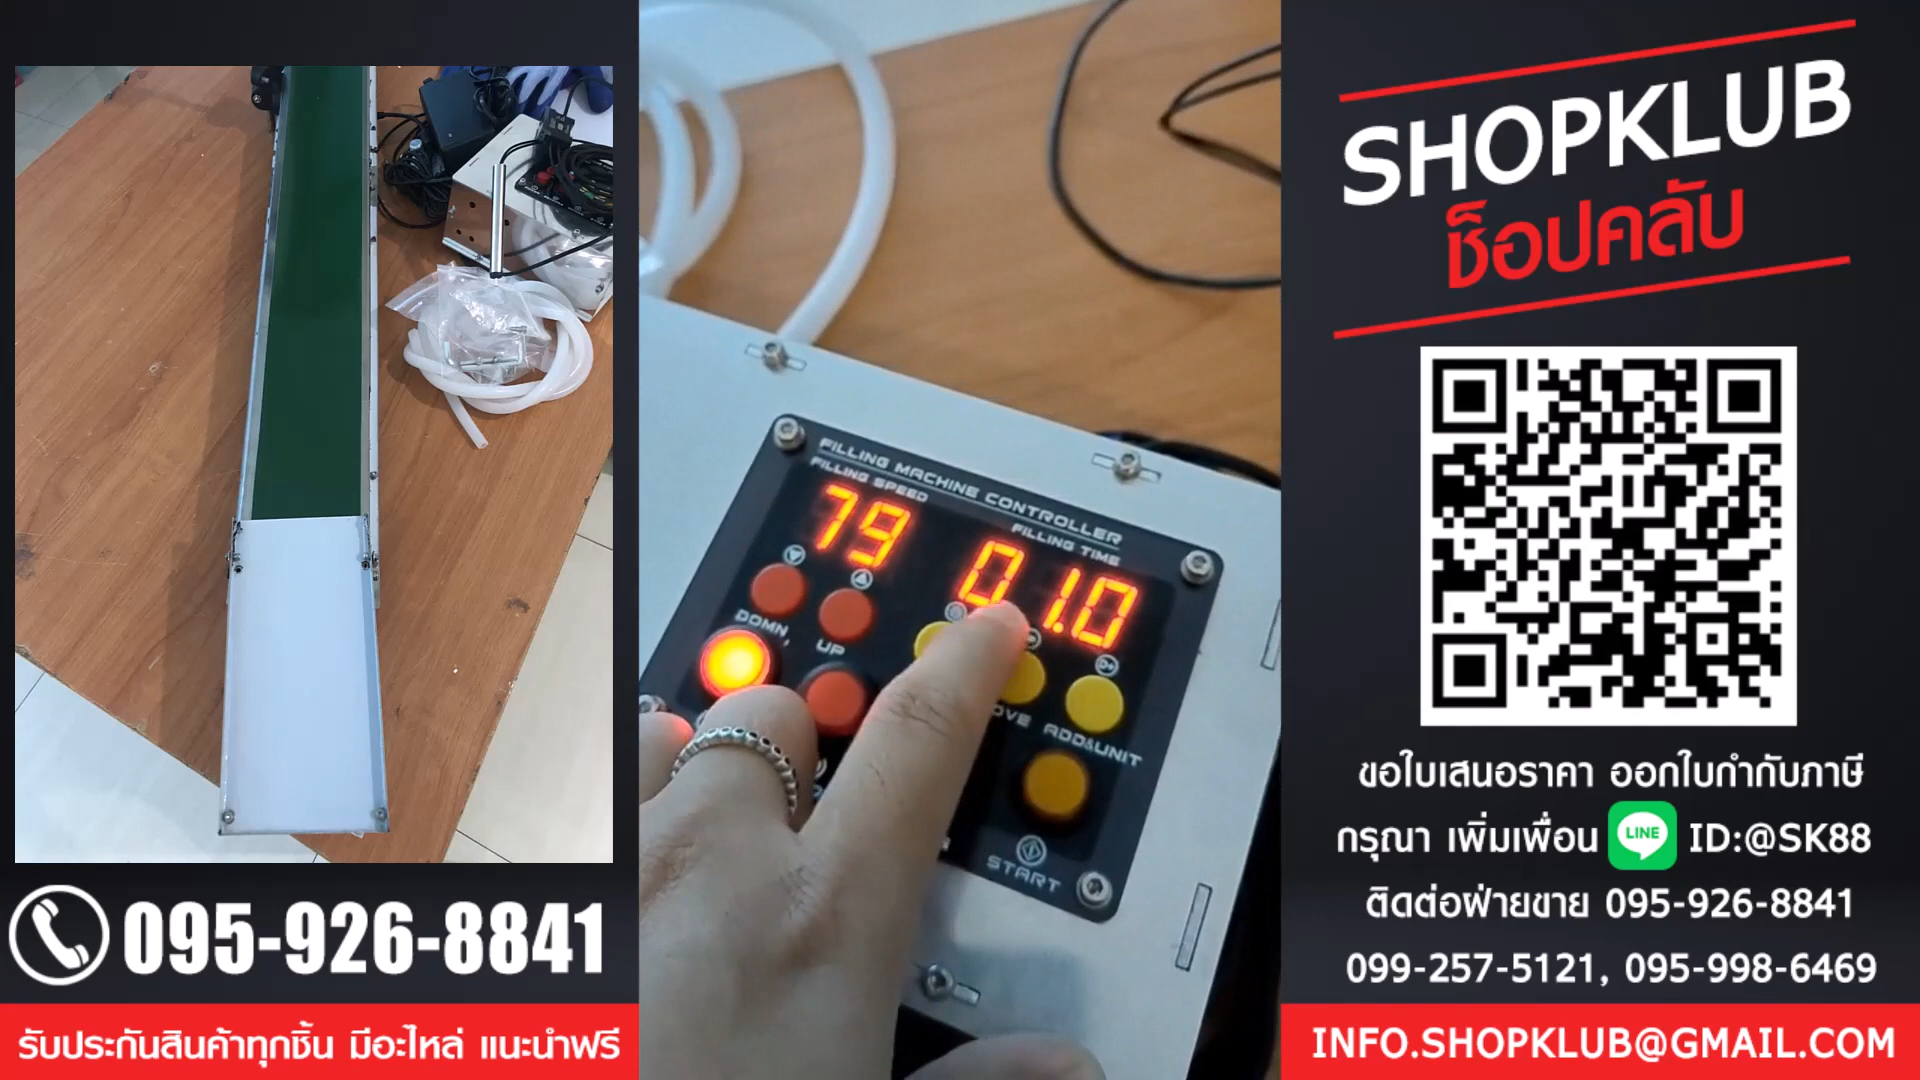 095-926-8841
รับประกันสินค้าทุกชิ้น มีอะไหล่ แนะนำฟรี
FILLING MACHINE CONTROLLER
FILLING SPEED
FILLING TIME
79
01.0
DOMN,
UP
ADD&UNIT
START
SHOPKLUB
ช็อปคลับ
ขอใบเสนอราคา ออกใบกำกับภาษี
กรุณา เพิ่มเพื่อน LINE ID:@SK88
ติดต่อฝ่ายขาย 095-926-8841
099-257-5121, 095-998-6469
INFO.SHOPKLUB@GMAIL.COM